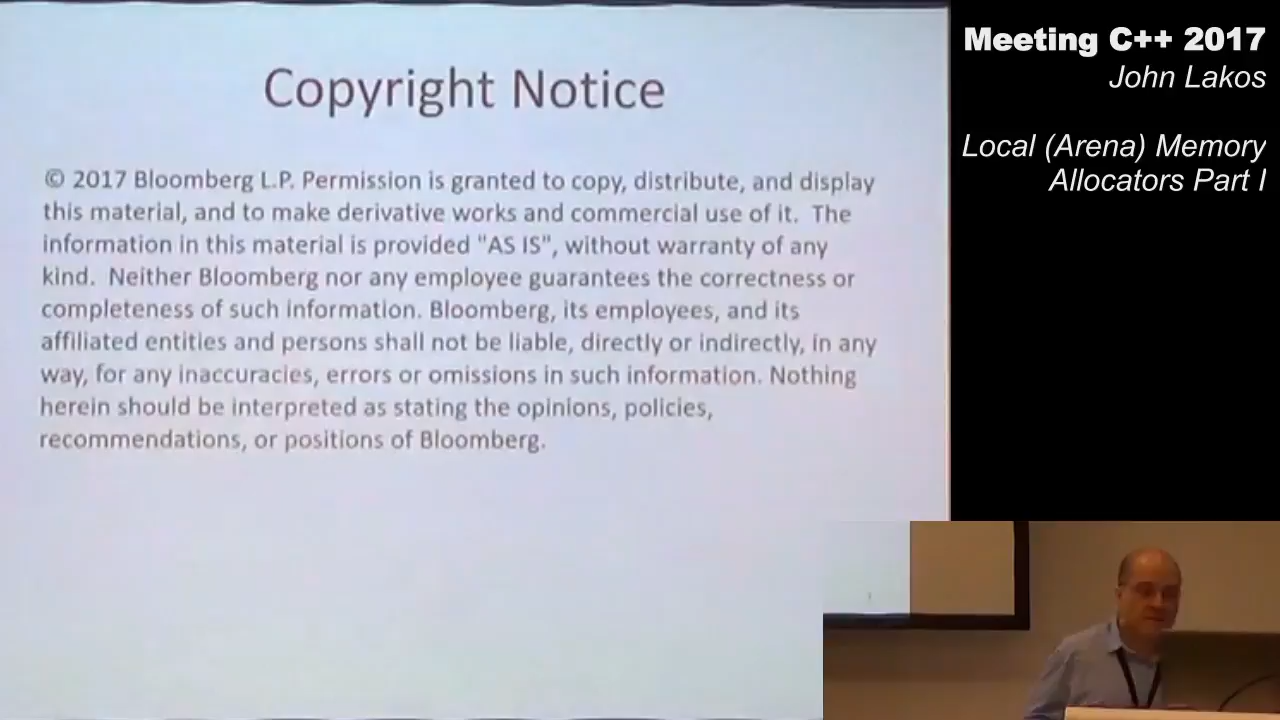 Copyright Notice
© 2017 Bloomberg L.P. Permission is granted to copy, distribute, and display
this material, and to make derivative works and commercial use of it.  The
information in this material is provided "AS IS", without warranty of any
kind.  Neither Bloomberg nor any employee guarantees the correctness or
completeness of such information. Bloomberg, its employees, and its
affiliated entities and persons shall not be liable, directly or indirectly, in any
way, for any inaccuracies, errors or omissions in such information. Nothing
herein should be interpreted as stating the opinions, policies,
recommendations, or positions of Bloomberg.
Meeting C++ 2017
John Lakos
Local (Arena) Memory
Allocators Part I